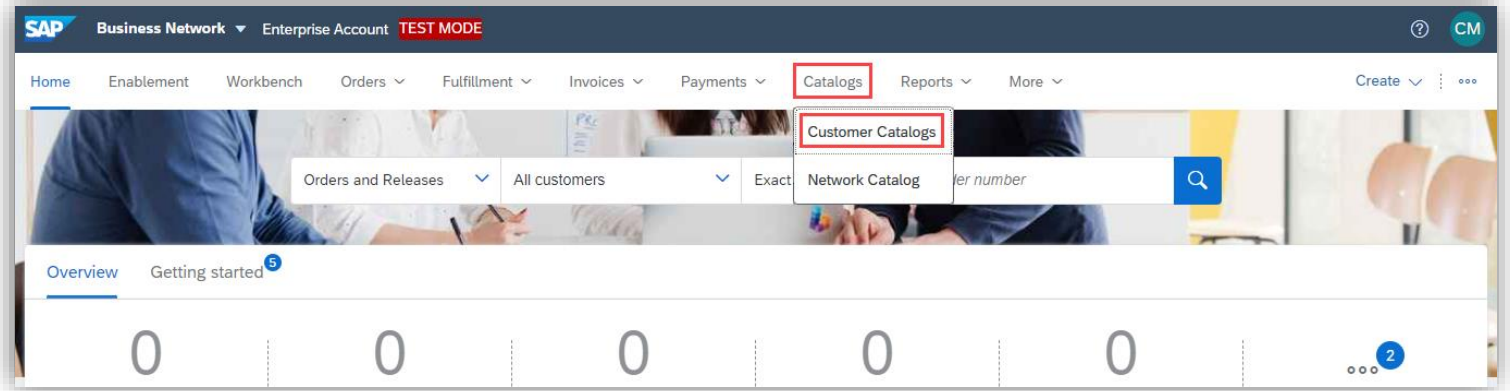 SAP Business Network Enterprise Account TEST MODE ? CM
Home Enablement Workbench Orders Fulfillment Invoices Payments Catalogs Reports More Create
Customer Catalogs
Orders and Releases All customers Exact Network Catalog der number
Overview Getting started 5
0 0 0 0 0 2